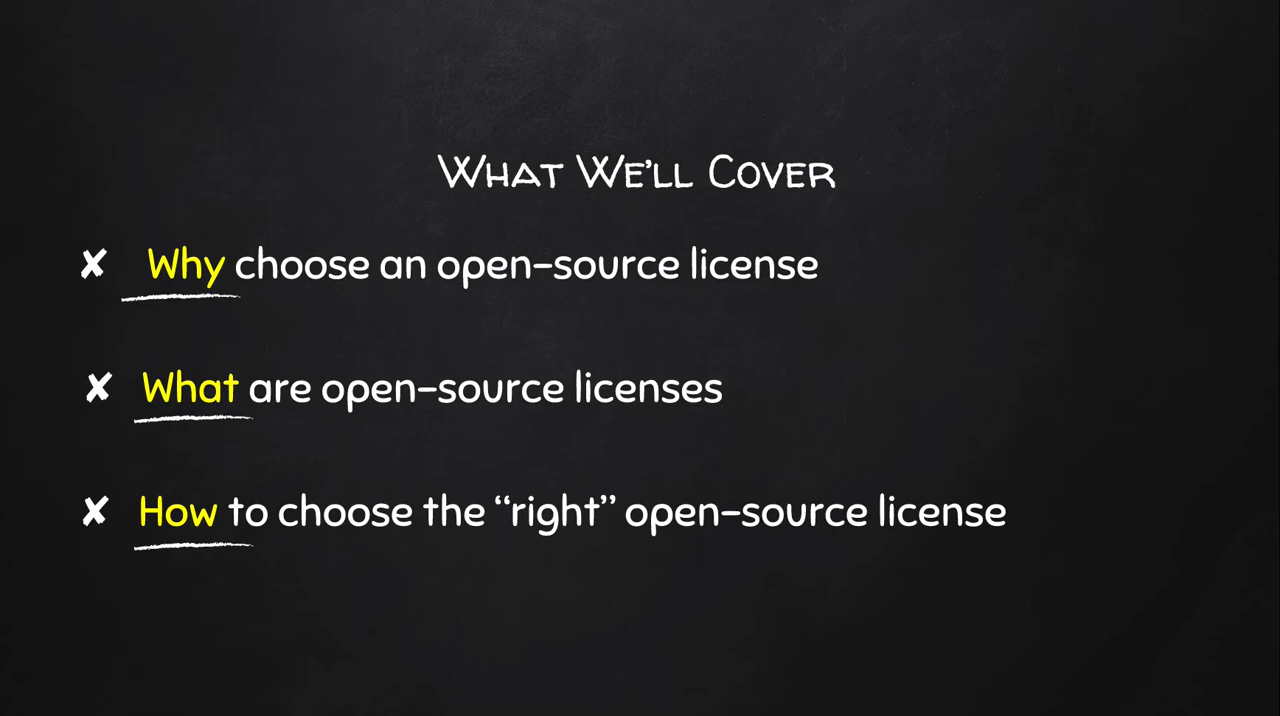 What We’ll Cover
✘ Why choose an open-source license
✘ What are open-source licenses
✘ How to choose the “right” open-source license